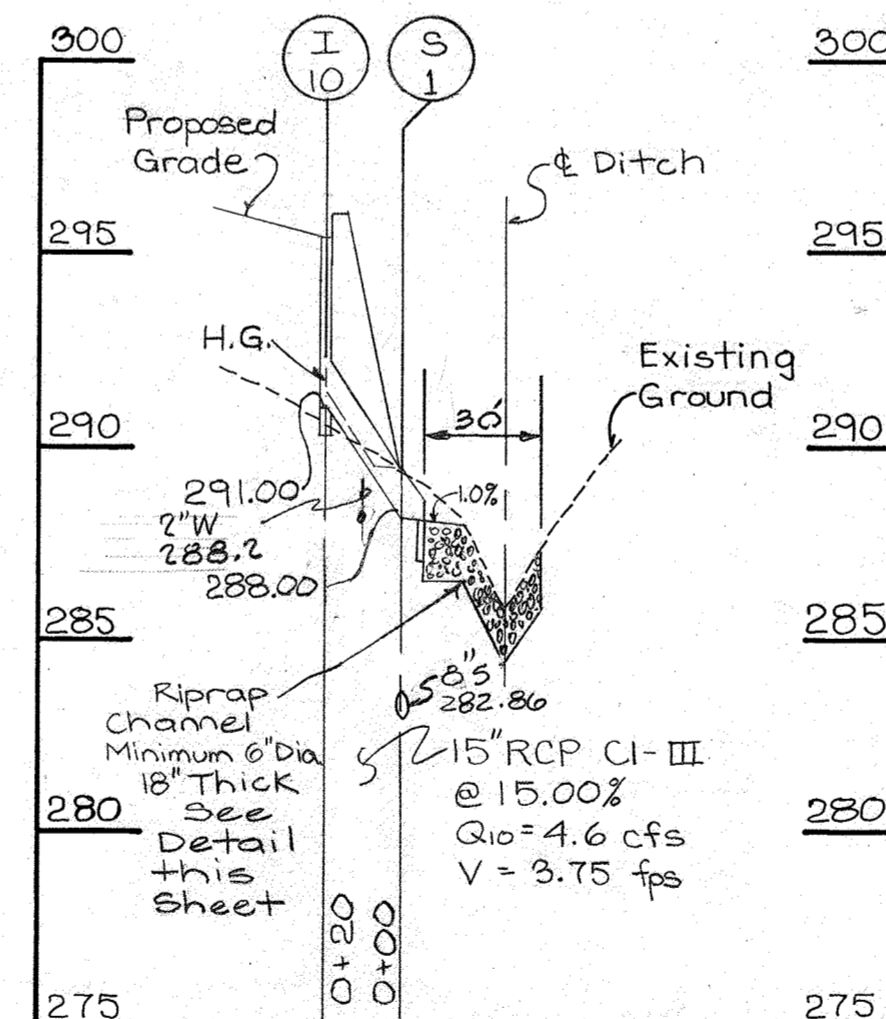 300
I
10
S
1
300
Proposed
Grade
℄ Ditch
295
295
H.G.
Existing
Ground
30'
290
290
291.00
1.0%
2"W
288.2
288.00
285
285
8"S
282.86
Riprap
Channel
Minimum 6"Dia
18" Thick
See
Detail
this
Sheet
15" RCP Cl-III
@ 15.00%
Q10 = 4.6 cfs
V = 3.75 fps
280
280
0+20
0+00
275
275